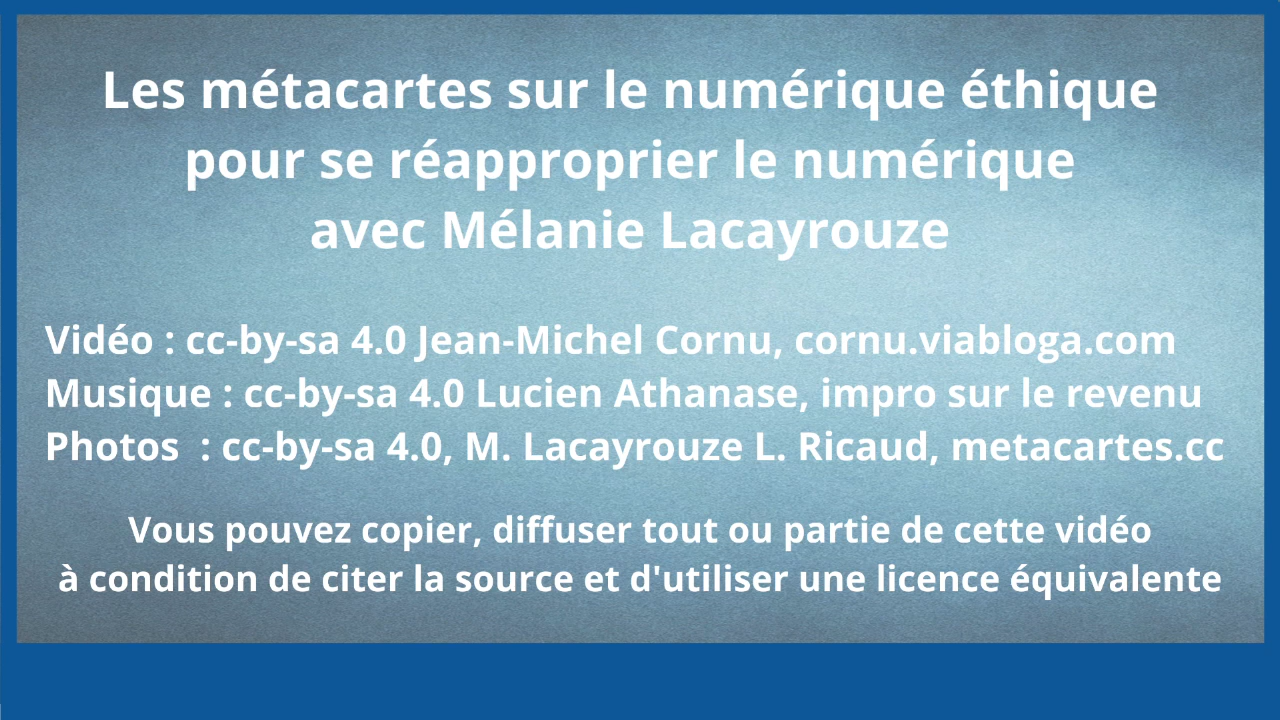 Les métacartes sur le numérique éthique
pour se réapproprier le numérique
avec Mélanie Lacayrouze
Vidéo : cc-by-sa 4.0 Jean-Michel Cornu, cornu.viabloga.com
Musique : cc-by-sa 4.0 Lucien Athanase, impro sur le revenu
Photos  : cc-by-sa 4.0, M. Lacayrouze L. Ricaud, metacartes.cc
Vous pouvez copier, diffuser tout ou partie de cette vidéo
à condition de citer la source et d'utiliser une licence équivalente